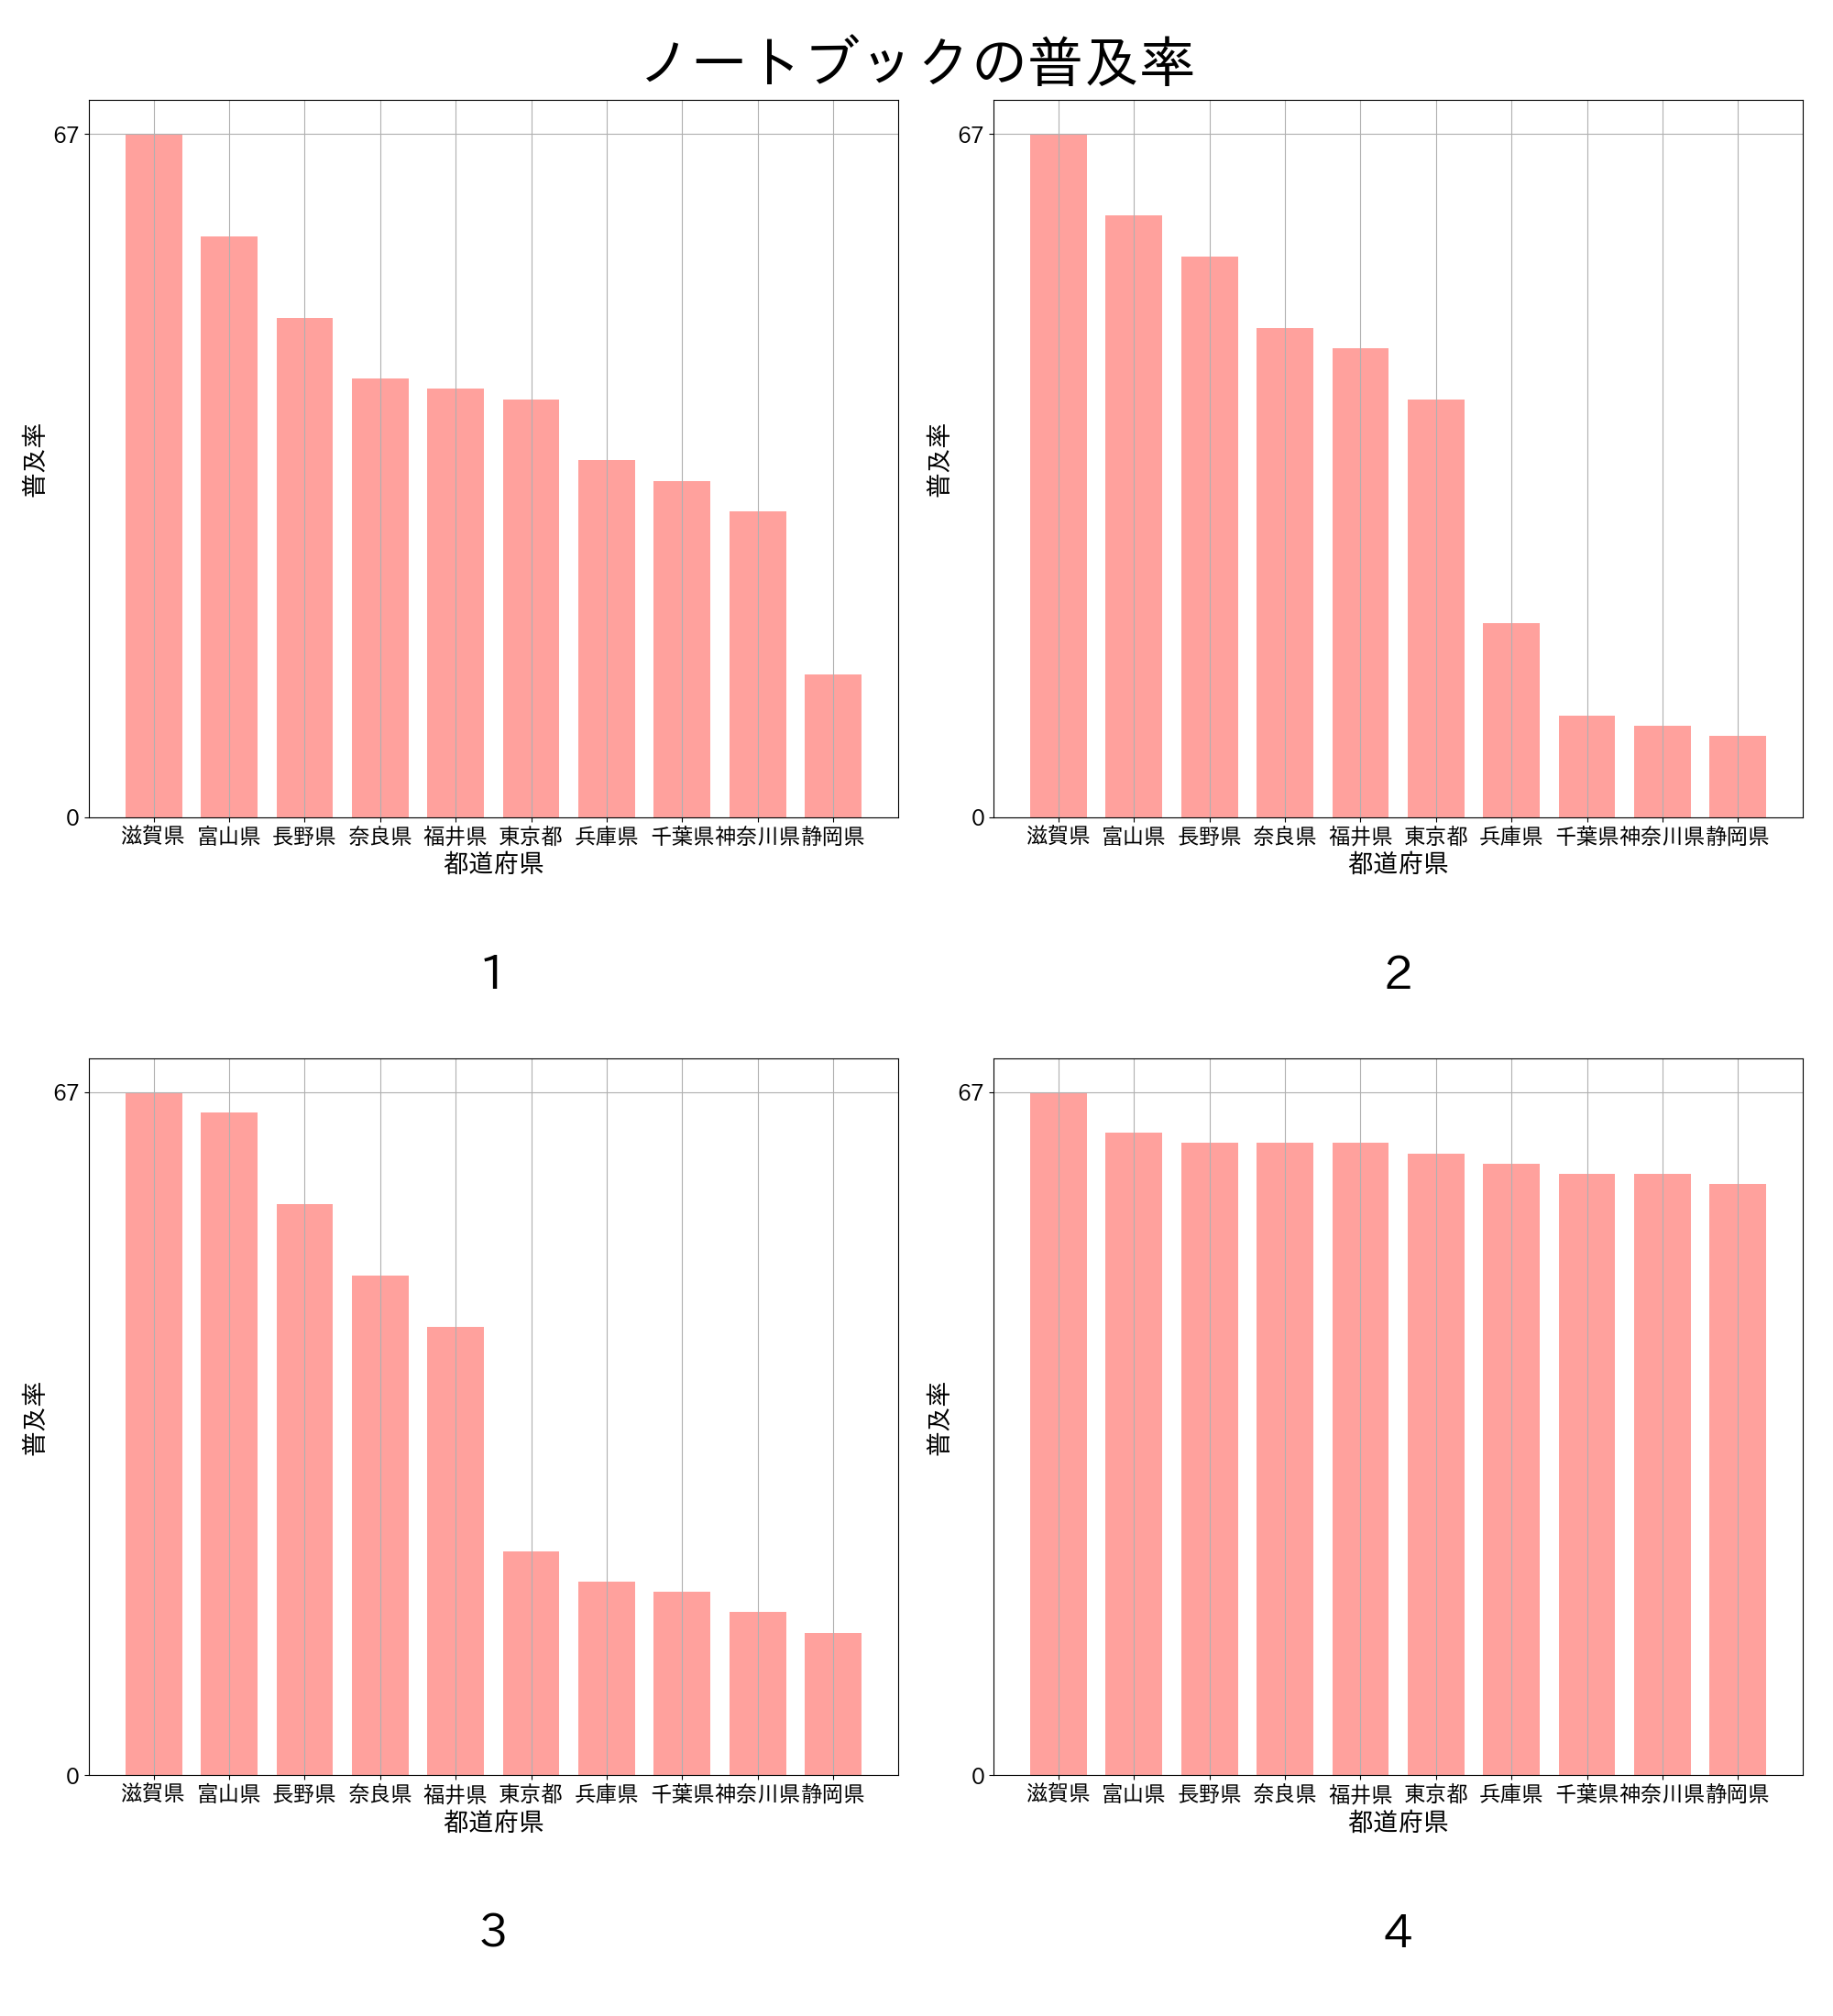 ノートブックの普及率
67
0
普及率
滋賀県 富山県 長野県 奈良県 福井県 東京都 兵庫県 千葉県 神奈川県 静岡県
都道府県
1
67
0
普及率
滋賀県 富山県 長野県 奈良県 福井県 東京都 兵庫県 千葉県 神奈川県 静岡県
都道府県
2
67
0
普及率
滋賀県 富山県 長野県 奈良県 福井県 東京都 兵庫県 千葉県 神奈川県 静岡県
都道府県
3
67
0
普及率
滋賀県 富山県 長野県 奈良県 福井県 東京都 兵庫県 千葉県 神奈川県 静岡県
都道府県
4